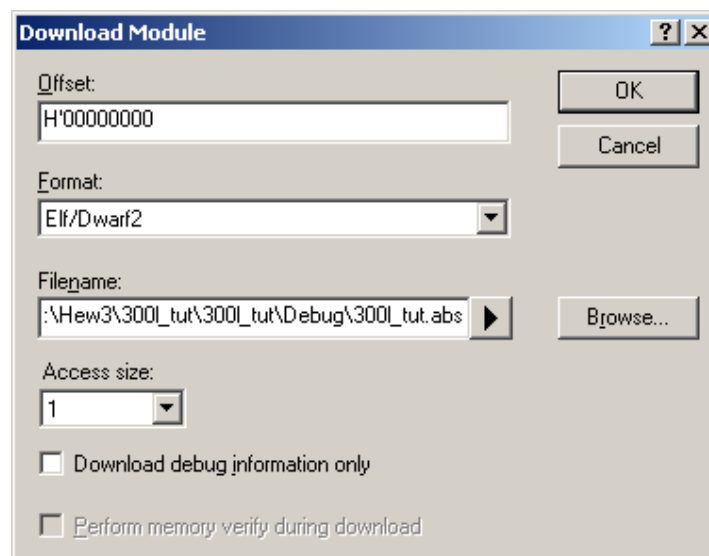 Download Module
Offset:
OK
H'00000000
Cancel
Format:
Elf/Dwarf2
Filename:
:\Hew3\300l_tut\300l_tut\Debug\300l_tut.abs
Browse...
Access size:
1
Download debug information only
Perform memory verify during download